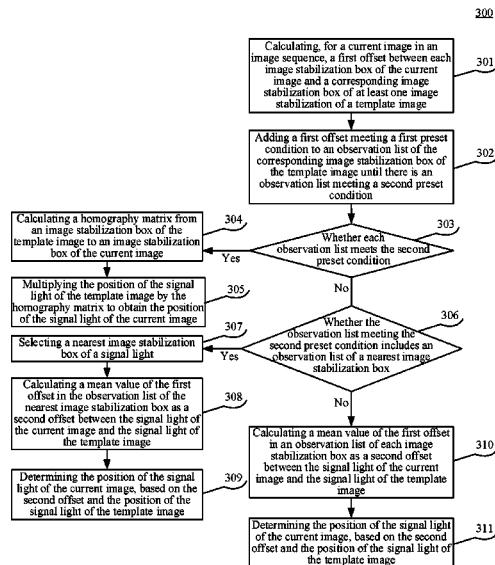 300
Calculating, for a current image in an
image sequence, a first offset between each
image stabilization box of the current
image and a corresponding image
stabilization box of at least one image
stabilization of a template image
301
Adding a first offset meeting a first preset
condition to an observation list of the
corresponding image stabilization box of
the template image until there is an
observation list meeting a second preset
condition
302
303
Whether each
observation list meets the second
preset condition
Yes
No
304
Calculating a homography matrix from
an image stabilization box of the
template image to an image stabilization
box of the current image
305
Multiplying the position of the signal
light of the template image by the
homography matrix to obtain the position
of the signal light of the current image
306
Whether the
observation list meeting the
second preset condition includes an
observation list of a nearest image
stabilization box
Yes
No
307
Selecting a nearest image stabilization
box of a signal light
308
Calculating a mean value of the first
offset in the observation list of the
nearest image stabilization box as a
second offset between the signal light of
the current image and the signal light of
the template image
309
Determining the position of the signal
light of the current image, based on the
second offset and the position of the
signal light of the template image
310
Calculating a mean value of the first offset
in an observation list of each image
stabilization box as a second offset
between the signal light of the current
image and the signal light of the template
image
311
Determining the position of the signal light
of the current image, based on the second
offset and the position of the signal light of
the template image